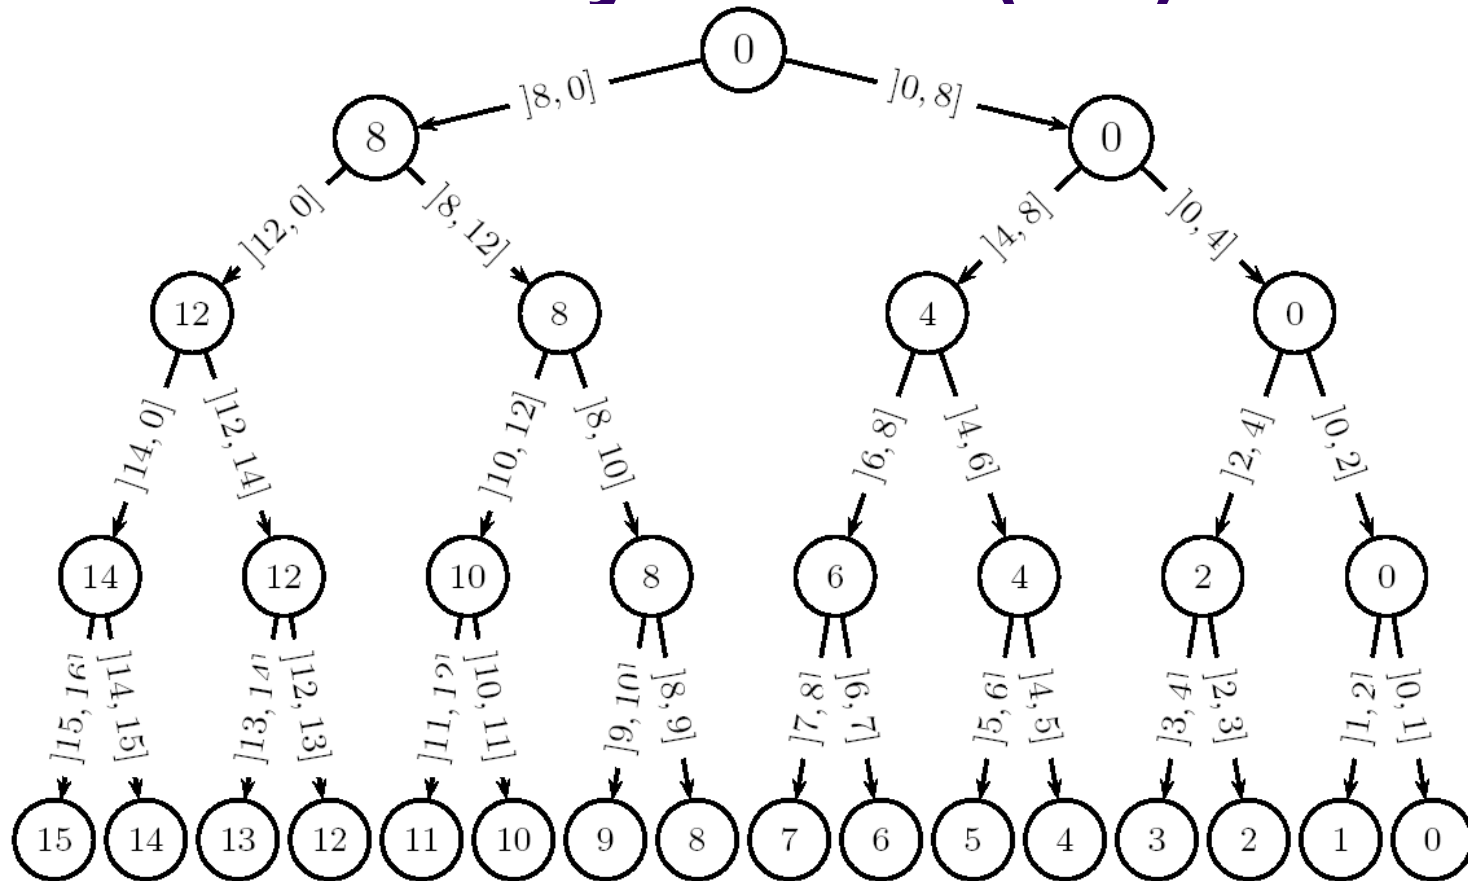 0
]8, 0] ]0, 8]
8 0
]12, 0] ]8, 12] ]4, 8] ]0, 4]
12 8 4 0
]14, 0] ]12, 14] ]10, 12] ]8, 10] ]6, 8] ]4, 6] ]2, 4] ]0, 2]
14 12 10 8 6 4 2 0
]15, 16] ]14, 15] ]13, 14] ]12, 13] ]11, 12] ]10, 11] ]9, 10] ]8, 9] ]7, 8] ]6, 7] ]5, 6] ]4, 5] ]3, 4] ]2, 3] ]1, 2] ]0, 1]
15 14 13 12 11 10 9 8 7 6 5 4 3 2 1 0